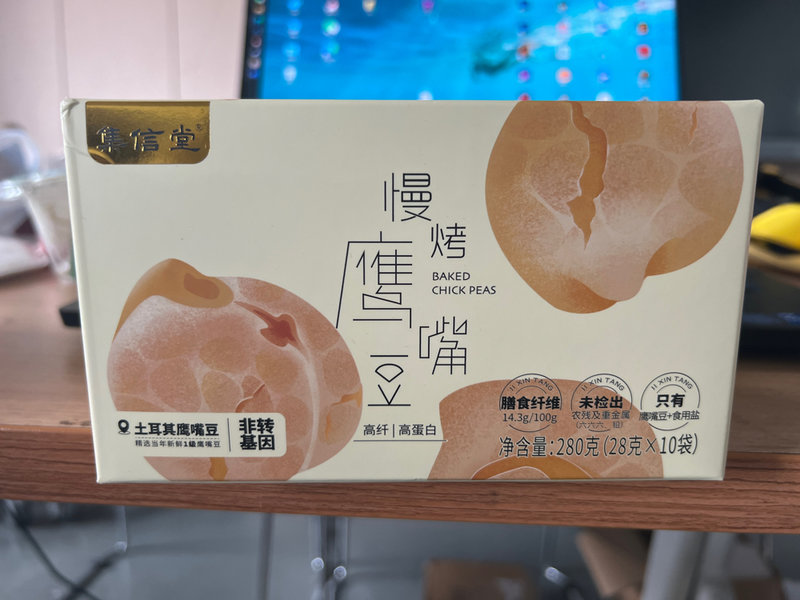 集信堂
慢烤
鹰嘴豆
BAKED
CHICK PEAS
高纤|高蛋白
土耳其鹰嘴豆
精选当年新鲜1級鹰嘴豆
非转
基因
JI XIN TANG
膳食纤维
14.3g/100g
JI XIN TANG
未检出
农残及重金属
JI XIN TANG
只有
鹰嘴豆+食用盐
净含量:280克(28克×10袋)